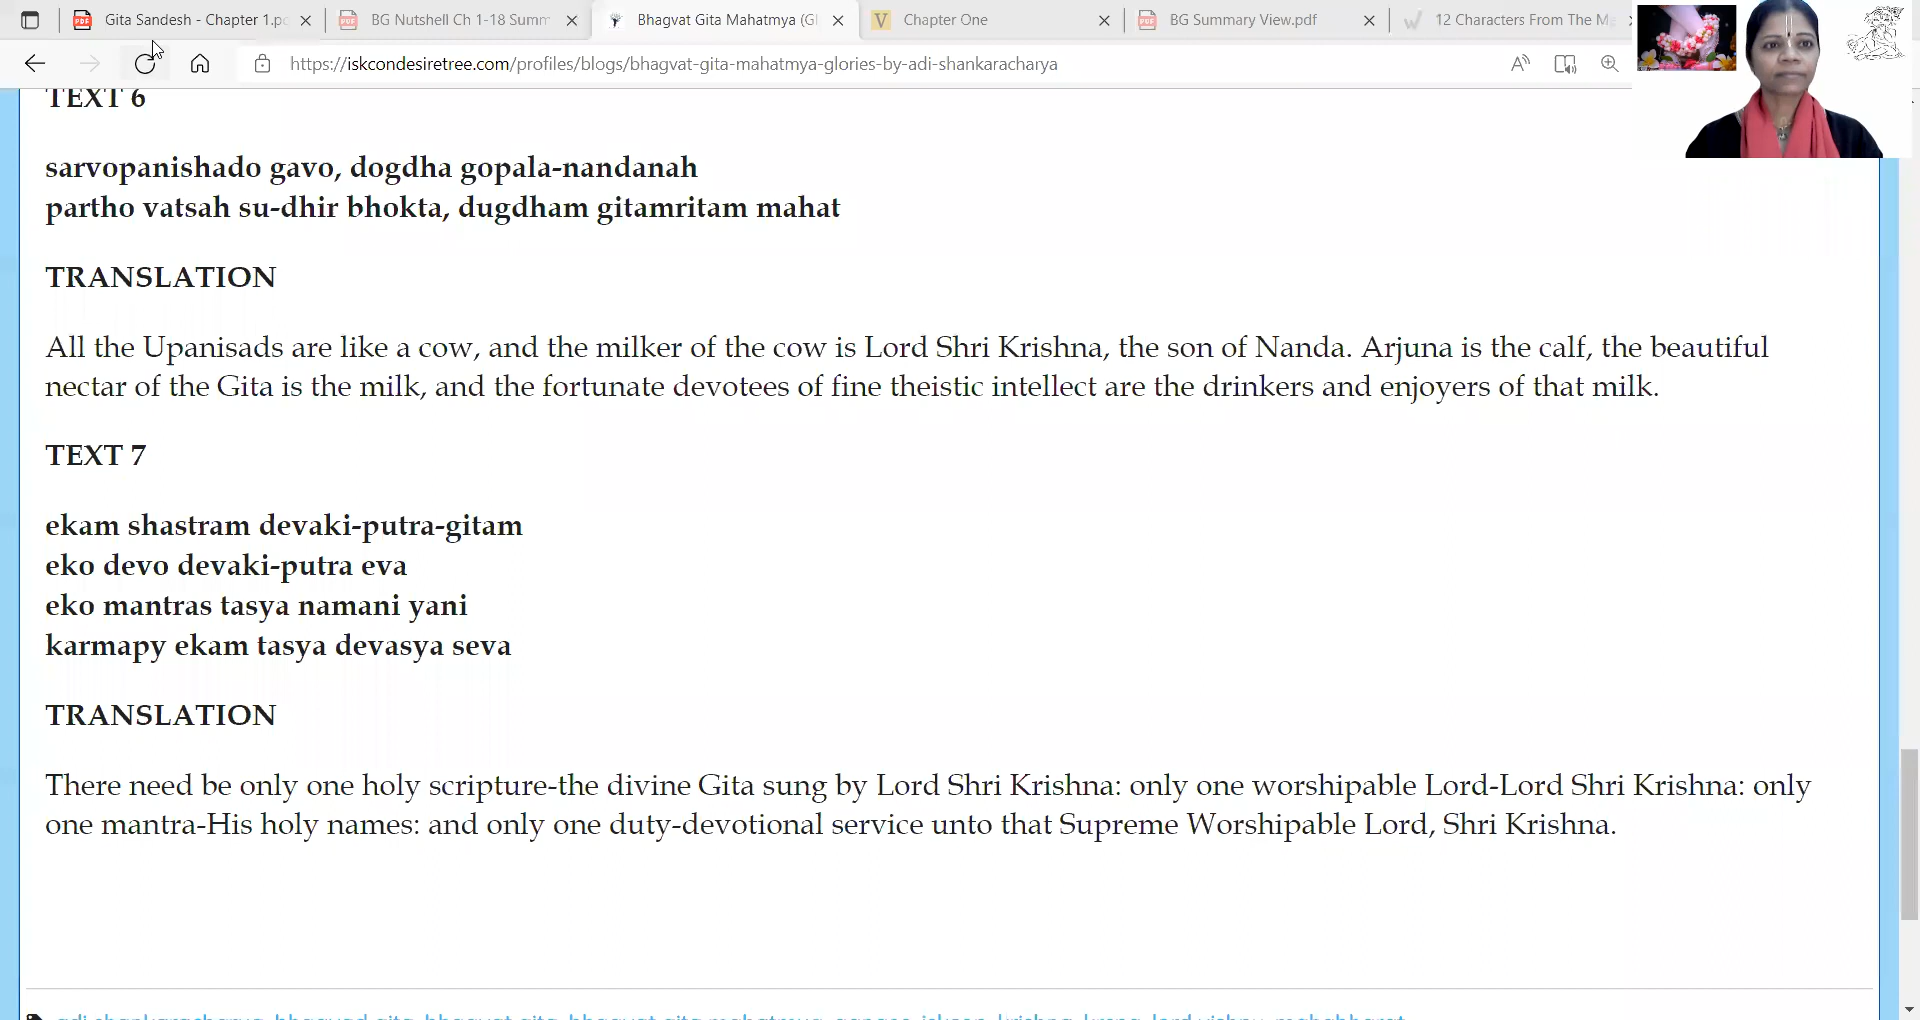 Gita Sandesh - Chapter 1.pd
BG Nutshell Ch 1-18 Summ
Bhagvat Gita Mahatmya (Gl
Chapter One
BG Summary View.pdf
12 Characters From The Ma
https://iskcondesiretree.com/profiles/blogs/bhagvat-gita-mahatmya-glories-by-adi-shankaracharya
TEXT 6
sarvopanishado gavo, dogdha gopala-nandanah
partho vatsah su-dhir bhokta, dugdham gitamritam mahat
TRANSLATION
All the Upanisads are like a cow, and the milker of the cow is Lord Shri Krishna, the son of Nanda. Arjuna is the calf, the beautiful
nectar of the Gita is the milk, and the fortunate devotees of fine theistic intellect are the drinkers and enjoyers of that milk.
TEXT 7
ekam shastram devaki-putra-gitam
eko devo devaki-putra eva
eko mantras tasya namani yani
karmapy ekam tasya devasya seva
TRANSLATION
There need be only one holy scripture-the divine Gita sung by Lord Shri Krishna: only one worshipable Lord-Lord Shri Krishna: only
one mantra-His holy names: and only one duty-devotional service unto that Supreme Worshipable Lord, Shri Krishna.